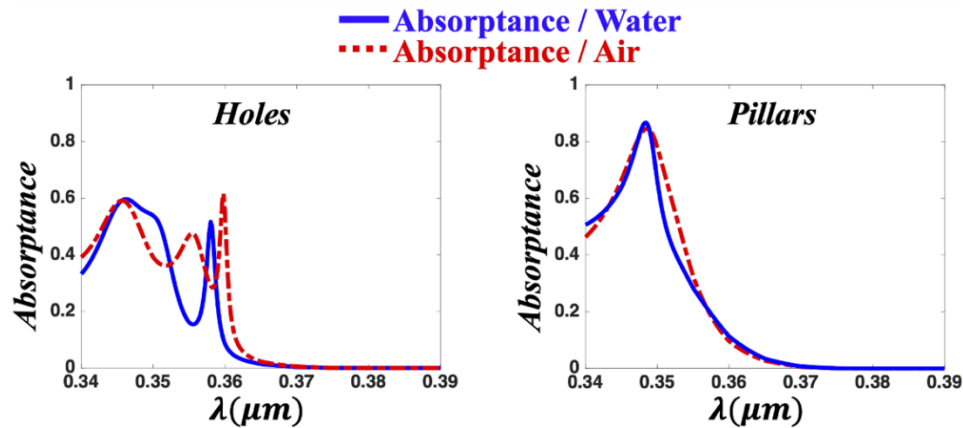 Absorptance / Water
Absorptance / Air
Holes
Absorptance
1
0.8
0.6
0.4
0.2
0
0.34 0.35 0.36 0.37 0.38 0.39
λ(μm)
Pillars
Absorptance
1
0.8
0.6
0.4
0.2
0
0.34 0.35 0.36 0.37 0.38 0.39
λ(μm)